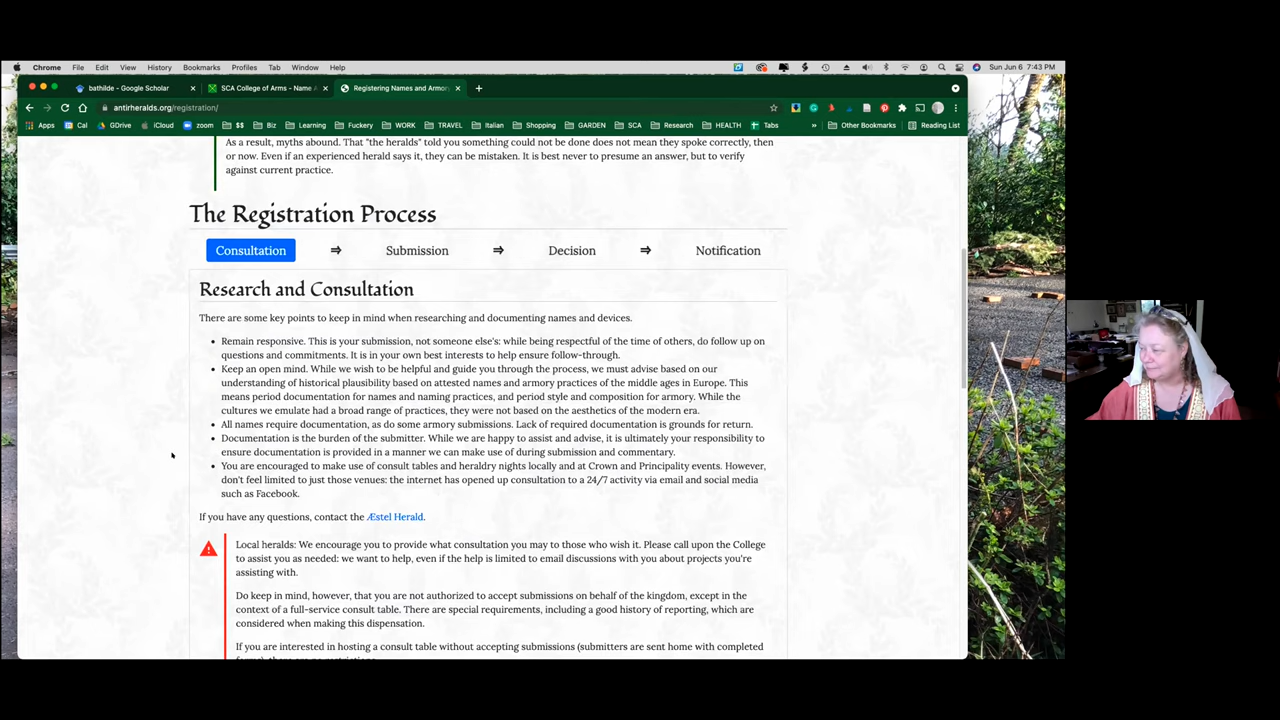 Chrome File Edit View History Bookmarks Profiles Tab Window Help Sun Jun 6 7:43 PM
bathilde - Google Scholar SCA College of Arms - Name A Registering Names and Armory
antirheralds.org/registration/
Apps Cal GDrive iCloud zoom $$ Biz Learning Fuckery WORK TRAVEL Italian Shopping GARDEN SCA Research HEALTH Tabs » Other Bookmarks Reading List
As a result, myths abound. That "the heralds" told you something could not be done does not mean they spoke correctly, then
or now. Even if an experienced herald says it, they can be mistaken. It is best never to presume an answer, but to verify
against current practice.
The Registration Process
Consultation ⇒ Submission ⇒ Decision ⇒ Notification
Research and Consultation
There are some key points to keep in mind when researching and documenting names and devices.
• Remain responsive. This is your submission, not someone else's: while being respectful of the time of others, do follow up on
questions and commitments. It is in your own best interests to help ensure follow-through.
• Keep an open mind. While we wish to be helpful and guide you through the process, we must advise based on our
understanding of historical plausibility based on attested names and armory practices of the middle ages in Europe. This
means period documentation for names and naming practices, and period style and composition for armory. While the
cultures we emulate had a broad range of practices, they were not based on the aesthetics of the modern era.
• All names require documentation, as do some armory submissions. Lack of required documentation is grounds for return.
• Documentation is the burden of the submitter. While we are happy to assist and advise, it is ultimately your responsibility to
ensure documentation is provided in a manner we can make use of during submission and commentary.
• You are encouraged to make use of consult tables and heraldry nights locally and at Crown and Principality events. However,
don't feel limited to just those venues: the internet has opened up consultation to a 24/7 activity via email and social media
such as Facebook.
If you have any questions, contact the Æstel Herald.
Local heralds: We encourage you to provide what consultation you may to those who wish it. Please call upon the College
to assist you as needed: we want to help, even if the help is limited to email discussions with you about projects you're
assisting with.
Do keep in mind, however, that you are not authorized to accept submissions on behalf of the kingdom, except in the
context of a full-service consult table. There are special requirements, including a good history of reporting, which are
considered when making this dispensation.
If you are interested in hosting a consult table without accepting submissions (submitters are sent home with completed